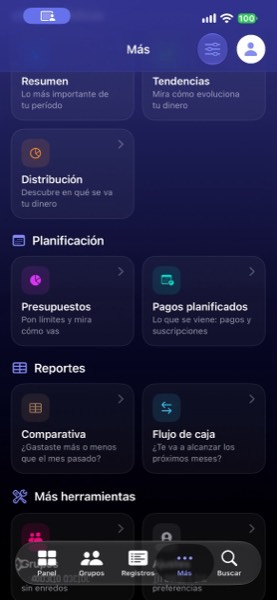 100
Más
Resumen
Tendencias
Lo más importante de
tu período
Mira cómo evoluciona
tu dinero
Distribución
Descubre en qué se va
tu dinero
Planificación
Presupuestos
Pon límites y mira
cómo vas
Pagos planificados
Lo que se viene: pagos y
suscripciones
Reportes
Comparativa
¿Gastaste más o menos
que el mes pasado?
Flujo de caja
¿Te va a alcanzar los
próximos meses?
Más herramientas
Panel
Grupos
Registros
Más
Buscar
sin enredos
preferencias